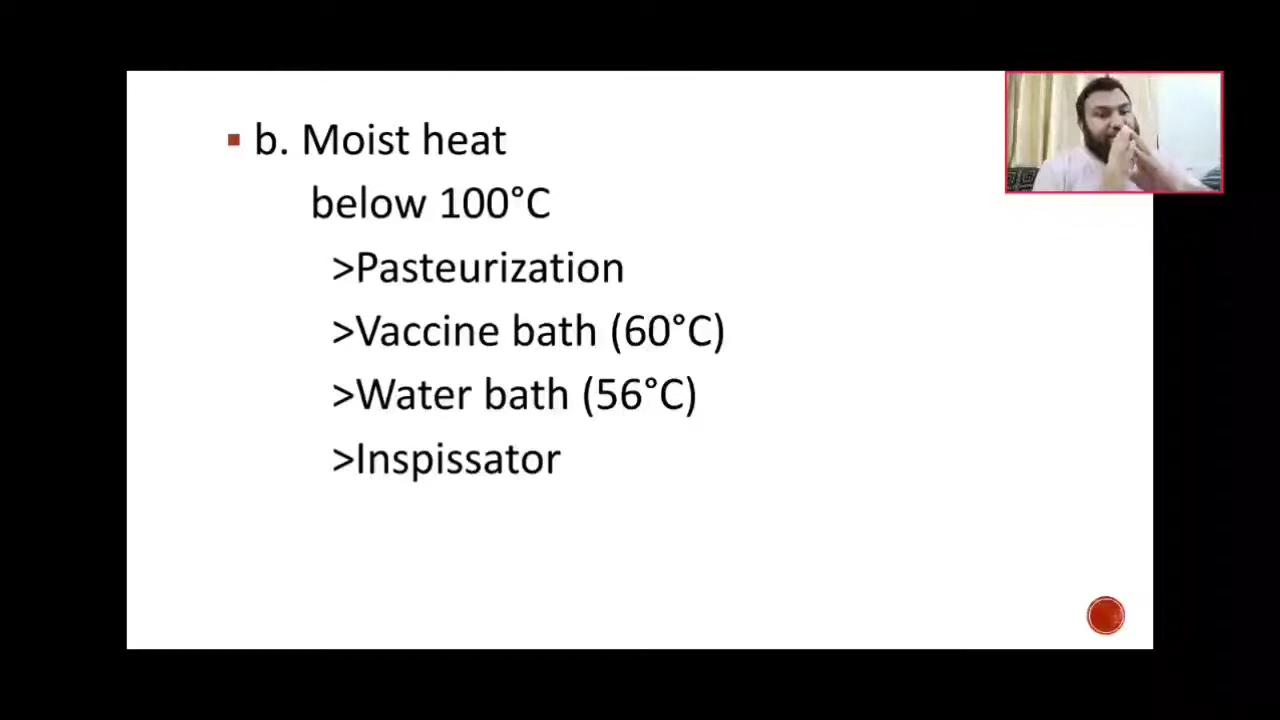 b. Moist heat
below 100°C
>Pasteurization
>Vaccine bath (60°C)
>Water bath (56°C)
>Inspissator